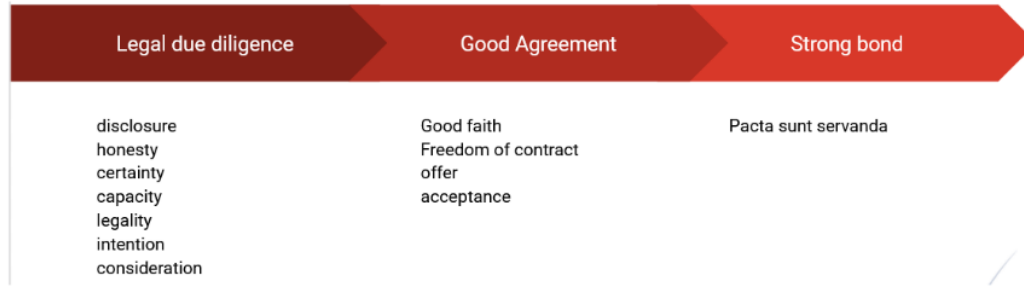 Legal due diligence
Good Agreement
Strong bond
disclosure
honesty
certainty
capacity
legality
intention
consideration
Good faith
Freedom of contract
offer
acceptance
Pacta sunt servanda